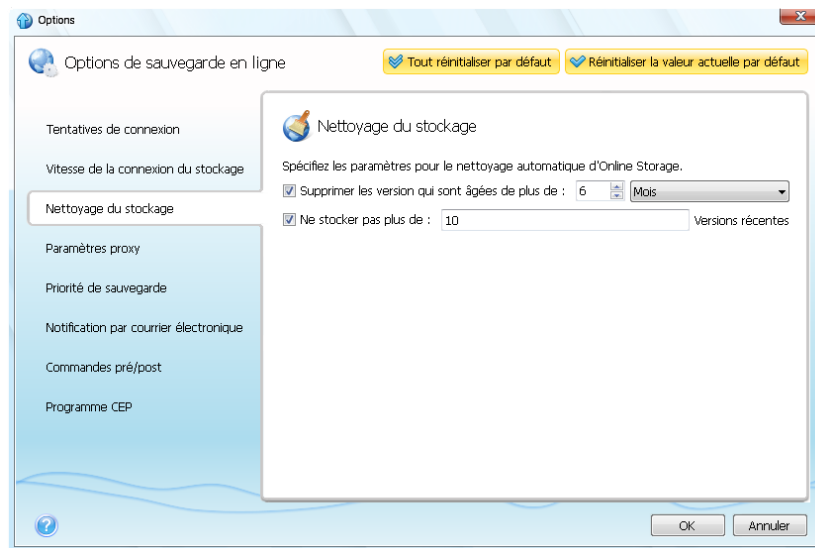 Options
Options de sauvegarde en ligne
Tout réinitialiser par défaut
Réinitialiser la valeur actuelle par défaut
Tentatives de connexion
Vitesse de la connexion du stockage
Nettoyage du stockage
Paramètres proxy
Priorité de sauvegarde
Notification par courrier électronique
Commandes pré/post
Programme CEP
Nettoyage du stockage
Spécifiez les paramètres pour le nettoyage automatique d'Online Storage.
Supprimer les version qui sont âgées de plus de : 6 Mois
Ne stocker pas plus de : 10 Versions récentes
OK Annuler